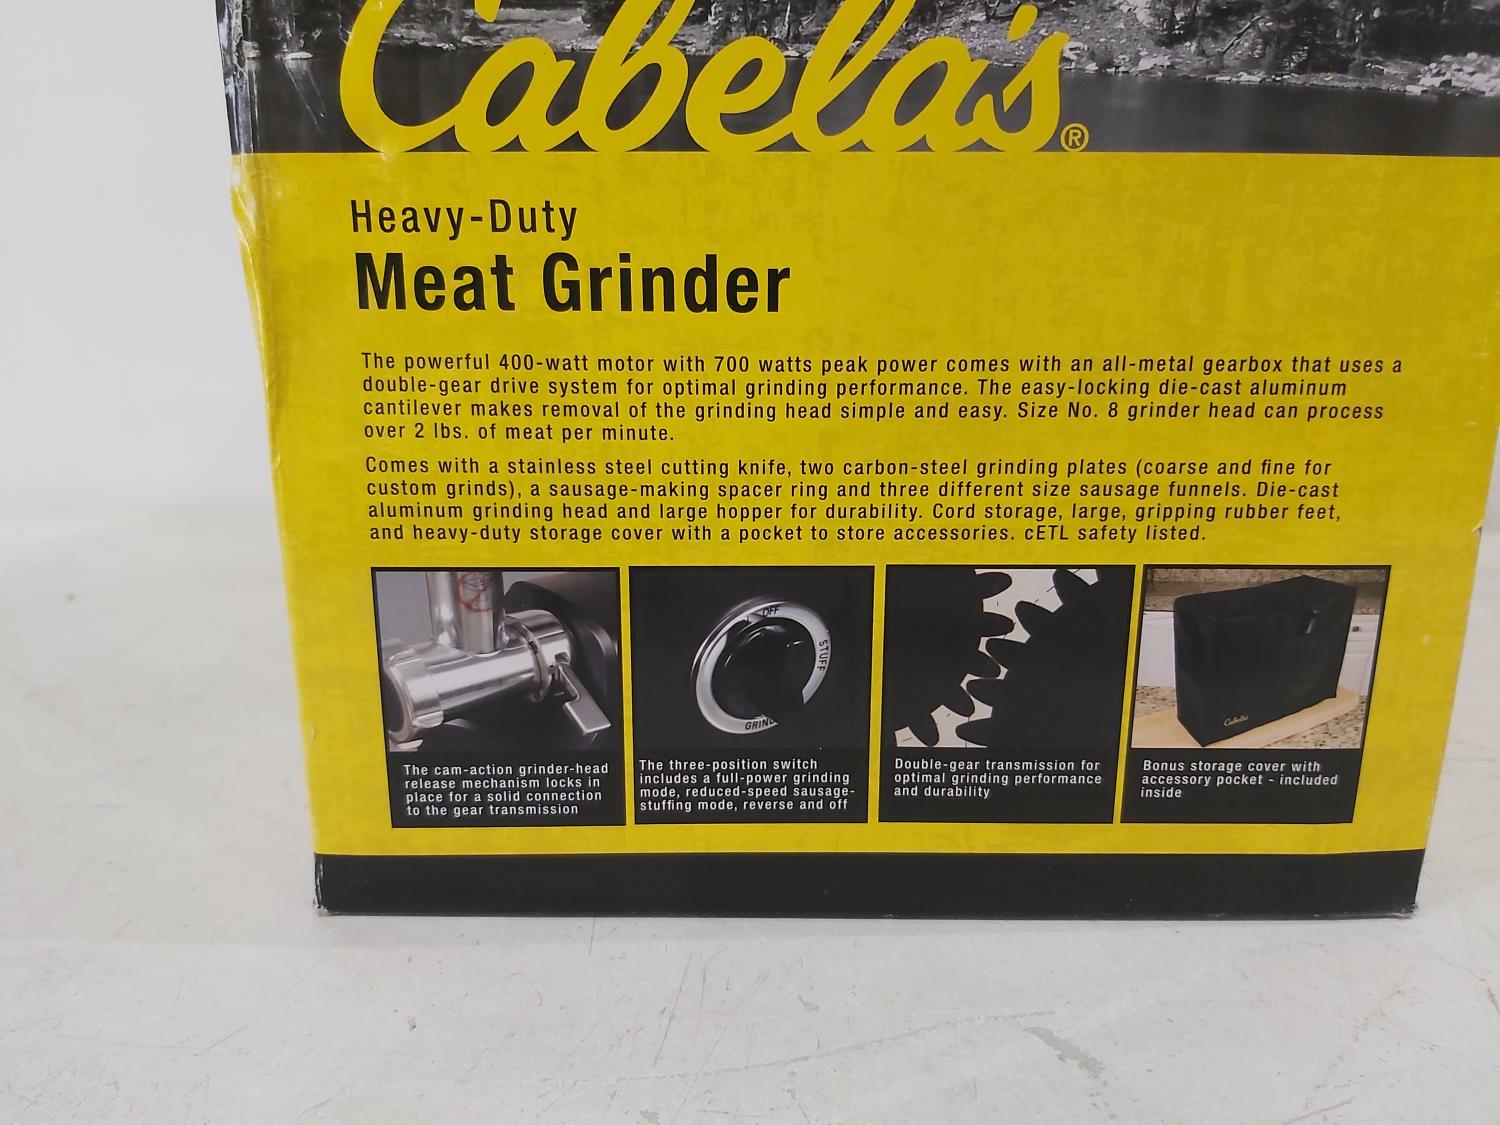 Cabela's®
Heavy-Duty
Meat Grinder
The powerful 400-watt motor with 700 watts peak power comes with an all-metal gearbox that uses a
double-gear drive system for optimal grinding performance. The easy-locking die-cast aluminum
cantilever makes removal of the grinding head simple and easy. Size No. 8 grinder head can process
over 2 lbs. of meat per minute.
Comes with a stainless steel cutting knife, two carbon-steel grinding plates (coarse and fine for
custom grinds), a sausage-making spacer ring and three different size sausage funnels. Die-cast
aluminum grinding head and large hopper for durability. Cord storage, large, gripping rubber feet,
and heavy-duty storage cover with a pocket to store accessories. cETL safety listed.
The cam-action grinder-head
release mechanism locks in
place for a solid connection
to the gear transmission
OFF
STUFF
GRIND
The three-position switch
includes a full-power grinding
mode, reduced-speed sausage-
stuffing mode, reverse and off
Double-gear transmission for
optimal grinding performance
and durability
Cabela's
Bonus storage cover with
accessory pocket - included
inside